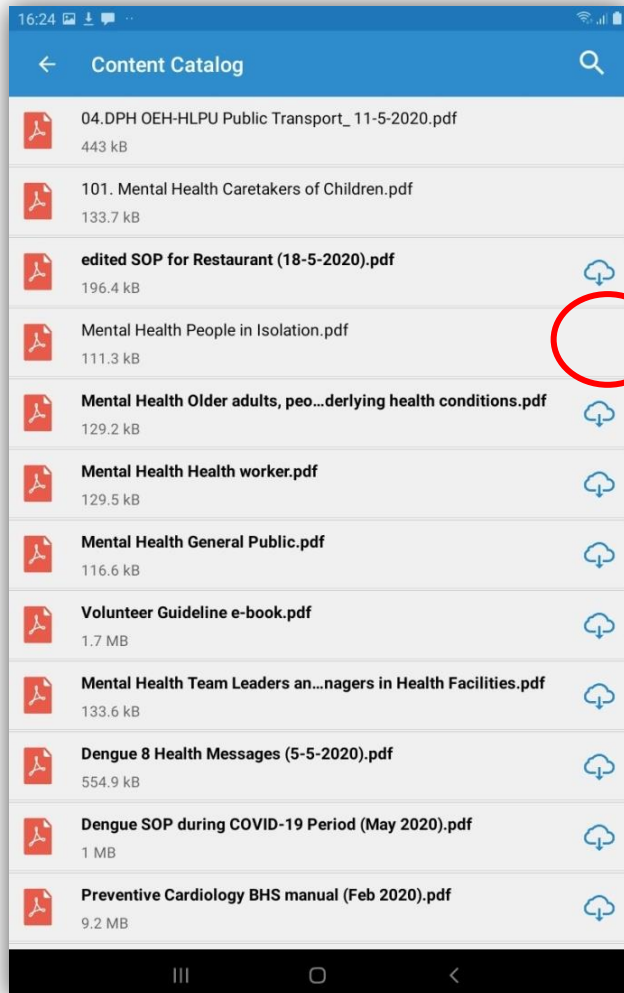 16:24
Content Catalog
04.DPH OEH-HLPU Public Transport_ 11-5-2020.pdf
443 kB
101. Mental Health Caretakers of Children.pdf
133.7 kB
edited SOP for Restaurant (18-5-2020).pdf
196.4 kB
Mental Health People in Isolation.pdf
111.3 kB
Mental Health Older adults, peo...derlying health conditions.pdf
129.2 kB
Mental Health Health worker.pdf
129.5 kB
Mental Health General Public.pdf
116.6 kB
Volunteer Guideline e-book.pdf
1.7 MB
Mental Health Team Leaders an...nagers in Health Facilities.pdf
133.6 kB
Dengue 8 Health Messages (5-5-2020).pdf
554.9 kB
Dengue SOP during COVID-19 Period (May 2020).pdf
1 MB
Preventive Cardiology BHS manual (Feb 2020).pdf
9.2 MB